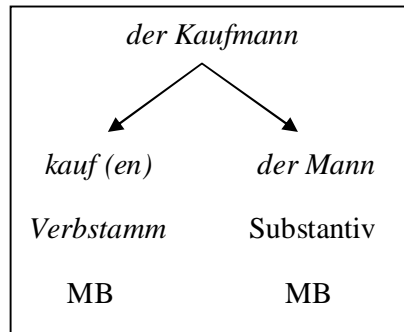 der Kaufmann
kauf (en) der Mann
Verbstamm Substantiv
MB MB